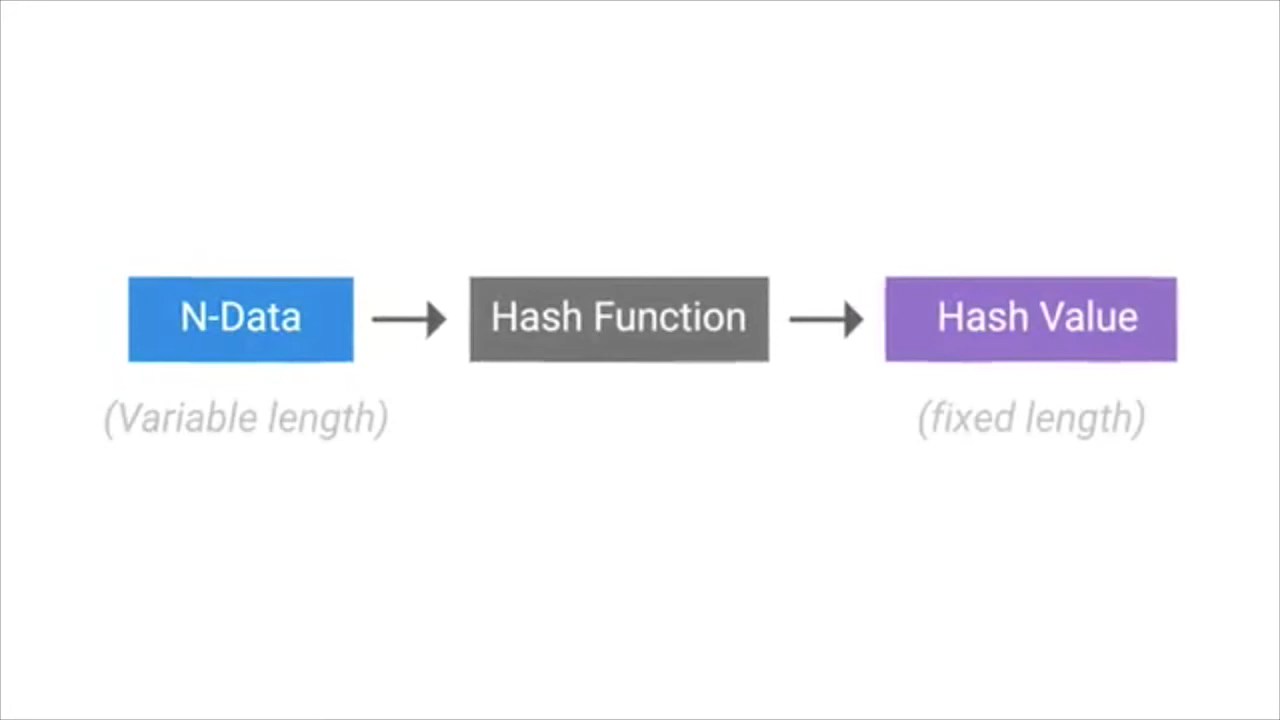 N-Data
Hash Function
Hash Value
(Variable length)
(fixed length)